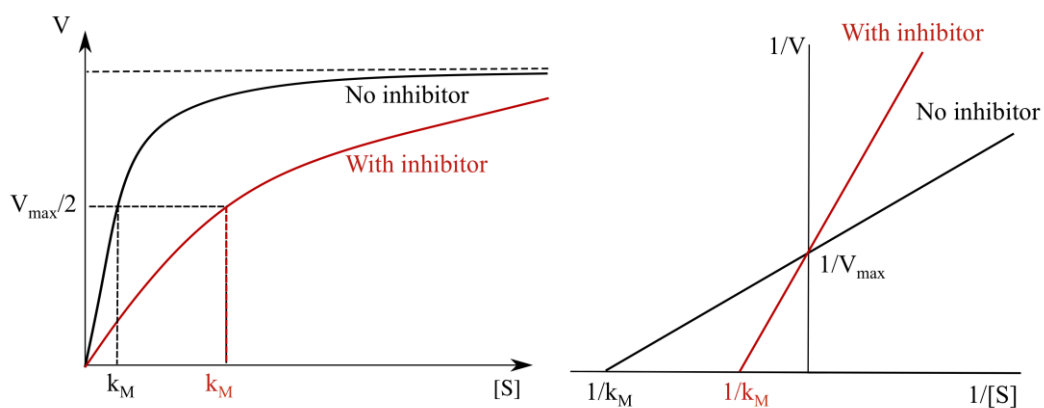 V
No inhibitor
With inhibitor
Vmax/2
kM
kM
[S]
With inhibitor
1/V
No inhibitor
1/Vmax
1/kM
1/kM
1/[S]